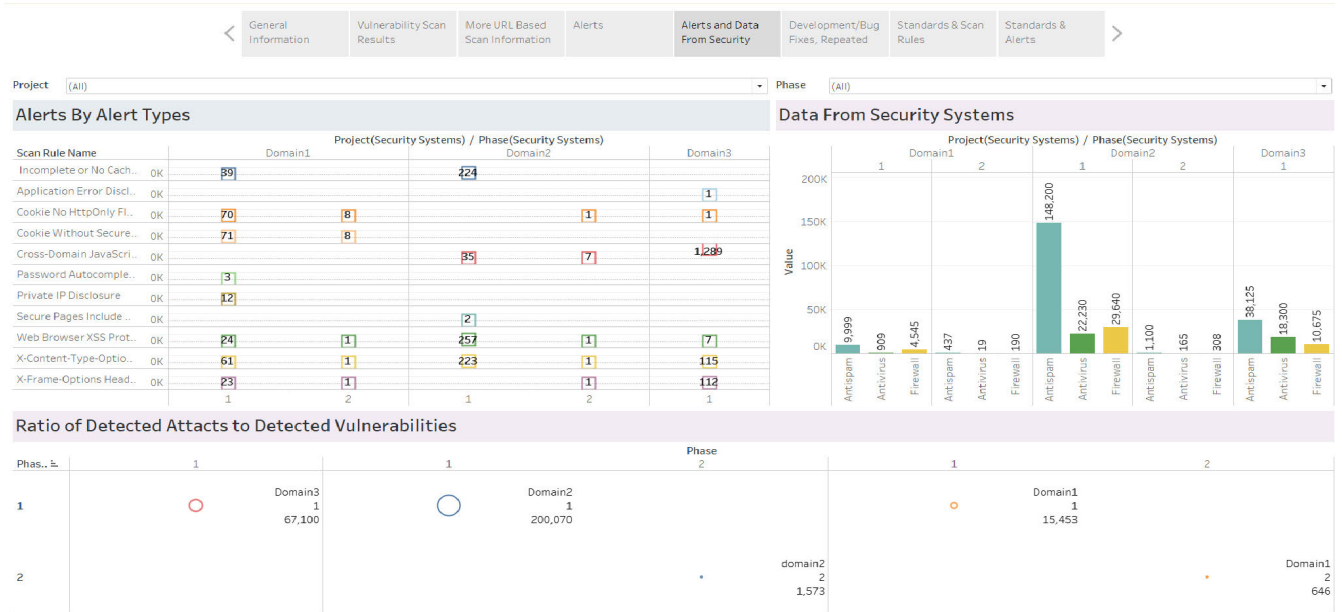 General Information
Vulnerability Scan Results
More URL Based Scan Information
Alerts
Alerts and Data From Security
Development/Bug Fixes, Repeated
Standards & Scan Rules
Standards & Alerts
Project (All)
Phase (All)
Alerts By Alert Types
Project(Security Systems) / Phase(Security Systems)
Scan Rule Name Domain1 Domain2 Domain3
Incomplete or No Cach.. 0K 39 224
Application Error Discl.. 0K 1
Cookie No HttpOnly Fl.. 0K 70 8 1 1
Cookie Without Secure.. 0K 71 8
Cross-Domain JavaScri.. 0K 35 7 1,289
Password Autocomple.. 0K 3
Private IP Disclosure 0K 12
Secure Pages Include .. 0K 2
Web Browser XSS Prot.. 0K 24 1 257 1 7
X-Content-Type-Optio.. 0K 61 1 223 1 115
X-Frame-Options Head.. 0K 23 1 1 112
1 2 1 2 1
Data From Security Systems
Project(Security Systems) / Phase(Security Systems)
Domain1 Domain2 Domain3
1 2 1 2 1
Value
200K
150K
100K
50K
0K
9,999 909 4,545 437 19 190 148,200 22,230 29,640 1,100 165 308 38,125 18,300 10,675
Antispam Antivirus Firewall Antispam Antivirus Firewall Antispam Antivirus Firewall Antispam Antivirus Firewall Antispam Antivirus Firewall
Ratio of Detected Attacts to Detected Vulnerabilities
Phase
Phas.. 1 1 2 1 2
1
Domain3
1
67,100
Domain2
1
200,070
Domain1
1
15,453
2
domain2
2
1,573
Domain1
2
646